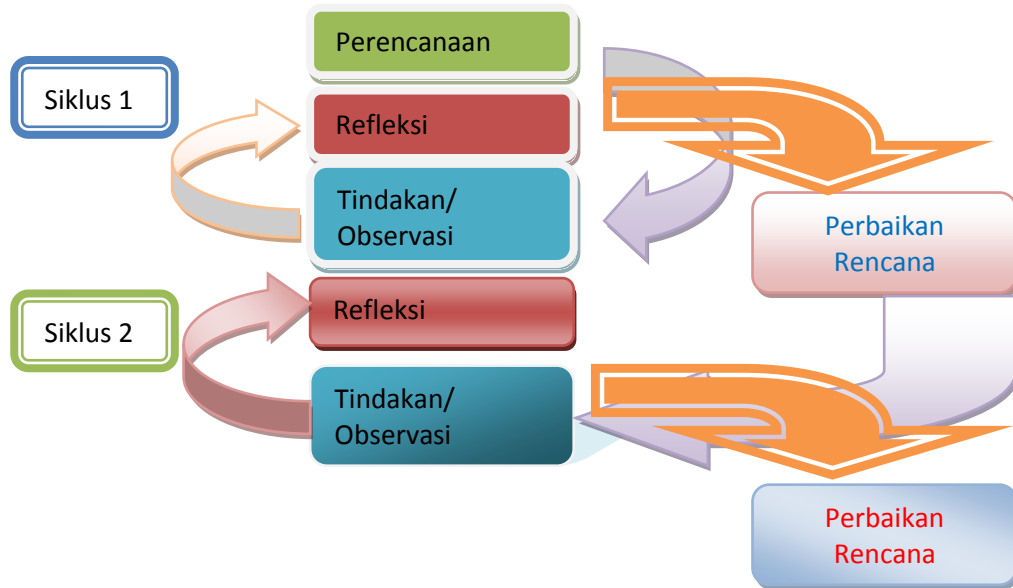 Perencanaan
Siklus 1
Refleksi
Tindakan/
Observasi
Perbaikan
Rencana
Siklus 2
Refleksi
Tindakan/
Observasi
Perbaikan
Rencana